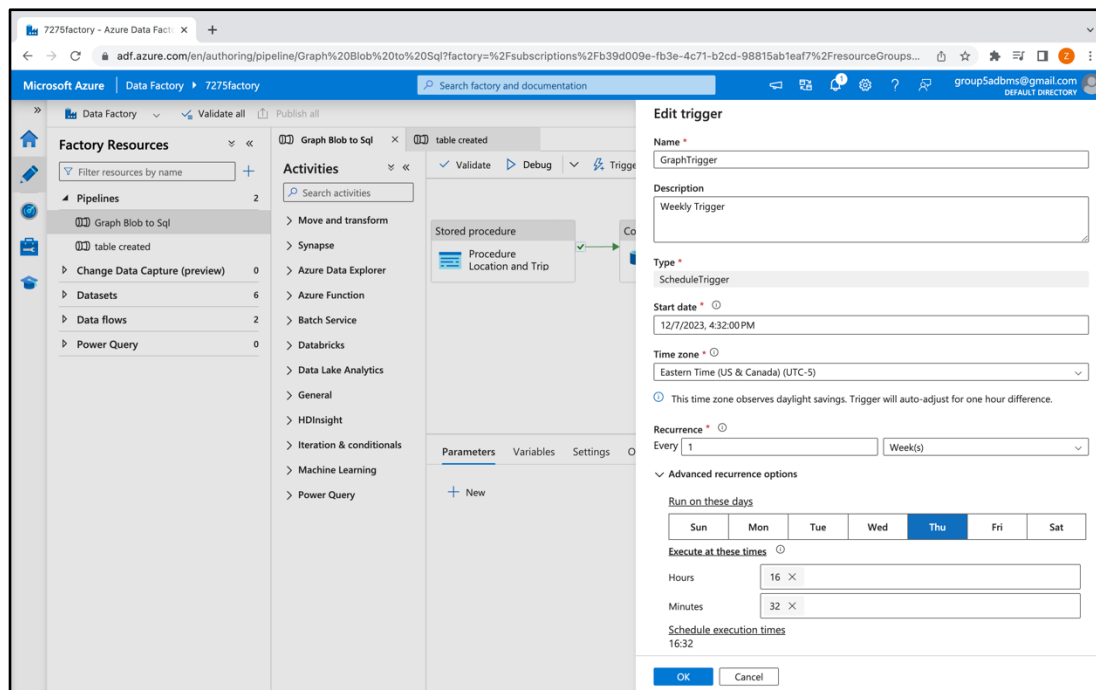 7275factory - Azure Data Facto
adf.azure.com/en/authoring/pipeline/Graph%20Blob%20to%20Sql?factory=%2Fsubscriptions%2Fb39d009e-fb3e-4c71-b2cd-98815ab1eaf7%2FresourceGroups...
Z
Microsoft Azure Data Factory 7275factory
Search factory and documentation
1
group5adbms@gmail.com
DEFAULT DIRECTORY
Data Factory Validate all Publish all
Factory Resources
Filter resources by name
Pipelines 2
Graph Blob to Sql
table created
Change Data Capture (preview) 0
Datasets 6
Data flows 2
Power Query 0
Graph Blob to Sql table created
Activities
Search activities
Move and transform
Synapse
Azure Data Explorer
Azure Function
Batch Service
Databricks
Data Lake Analytics
General
HDInsight
Iteration & conditionals
Machine Learning
Power Query
Validate Debug Trigge
Stored procedure
Procedure
Location and Trip
Co
Parameters Variables Settings O
New
Edit trigger
Name *
GraphTrigger
Description
Weekly Trigger
Type *
ScheduleTrigger
Start date *
12/7/2023, 4:32:00 PM
Time zone *
Eastern Time (US & Canada) (UTC-5)
This time zone observes daylight savings. Trigger will auto-adjust for one hour difference.
Recurrence *
Every 1 Week(s)
Advanced recurrence options
Run on these days
Sun Mon Tue Wed Thu Fri Sat
Execute at these times
Hours 16
Minutes 32
Schedule execution times
16:32
OK Cancel